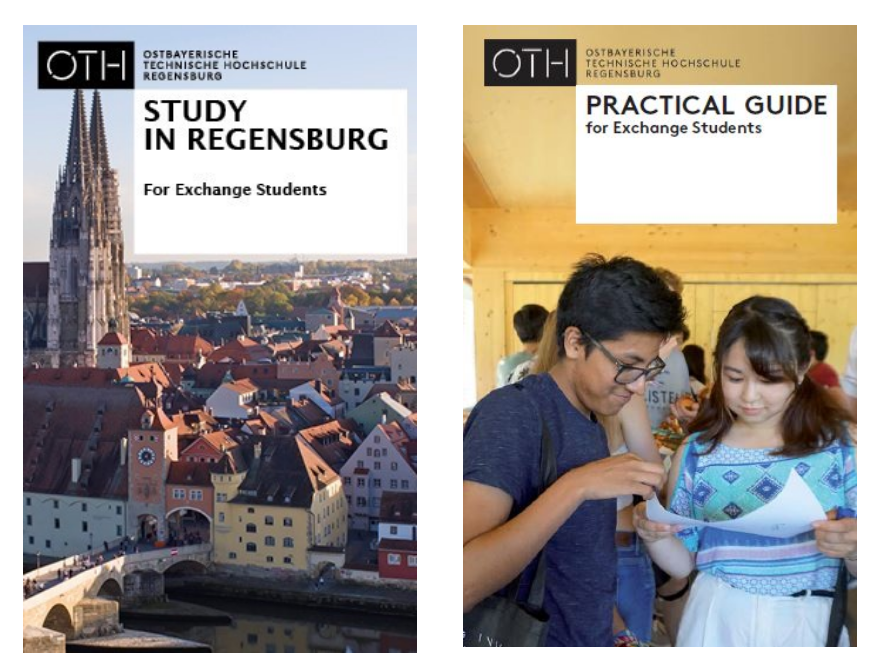 OTH
OSTBAYERISCHE
TECHNISCHE HOCHSCHULE
REGENSBURG
STUDY
IN REGENSBURG
For Exchange Students
OTH
OSTBAYERISCHE
TECHNISCHE HOCHSCHULE
REGENSBURG
PRACTICAL GUIDE
for Exchange Students